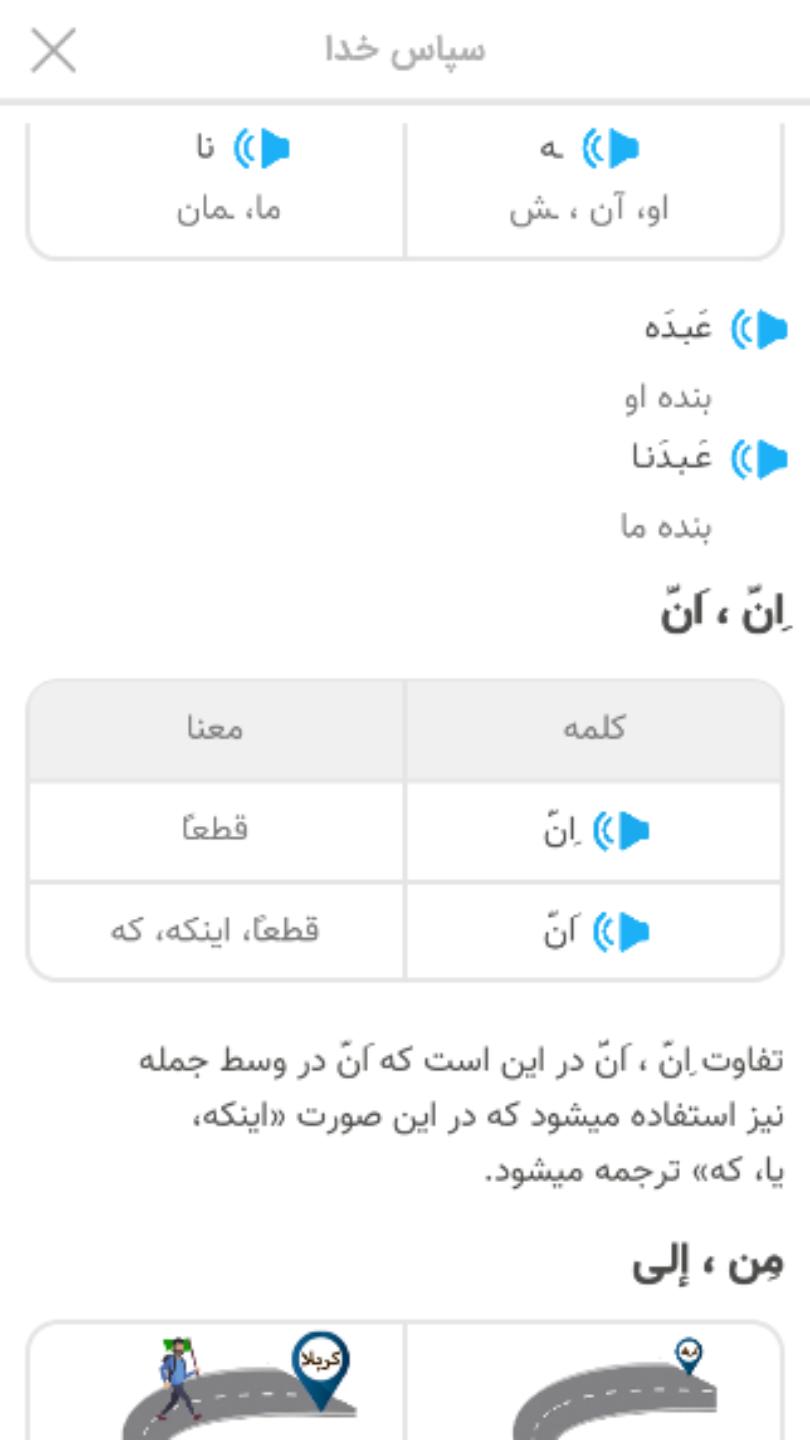 سپاس خدا
ـه
نا
او، آن ، ـش
ما، ـمان
عَبدَه
بنده او
عَبدَنا
بنده ما
اِنّ ، اَنّ
کلمه
معنا
اِنّ
قطعاً
اَنّ
قطعاً، اینکه، که
تفاوت اِنّ ، اَنّ در این است که اَنّ در وسط جمله
نیز استفاده میشود که در این صورت «اینکه،
یا، که» ترجمه میشود.
مِن ، إلی
کربلا